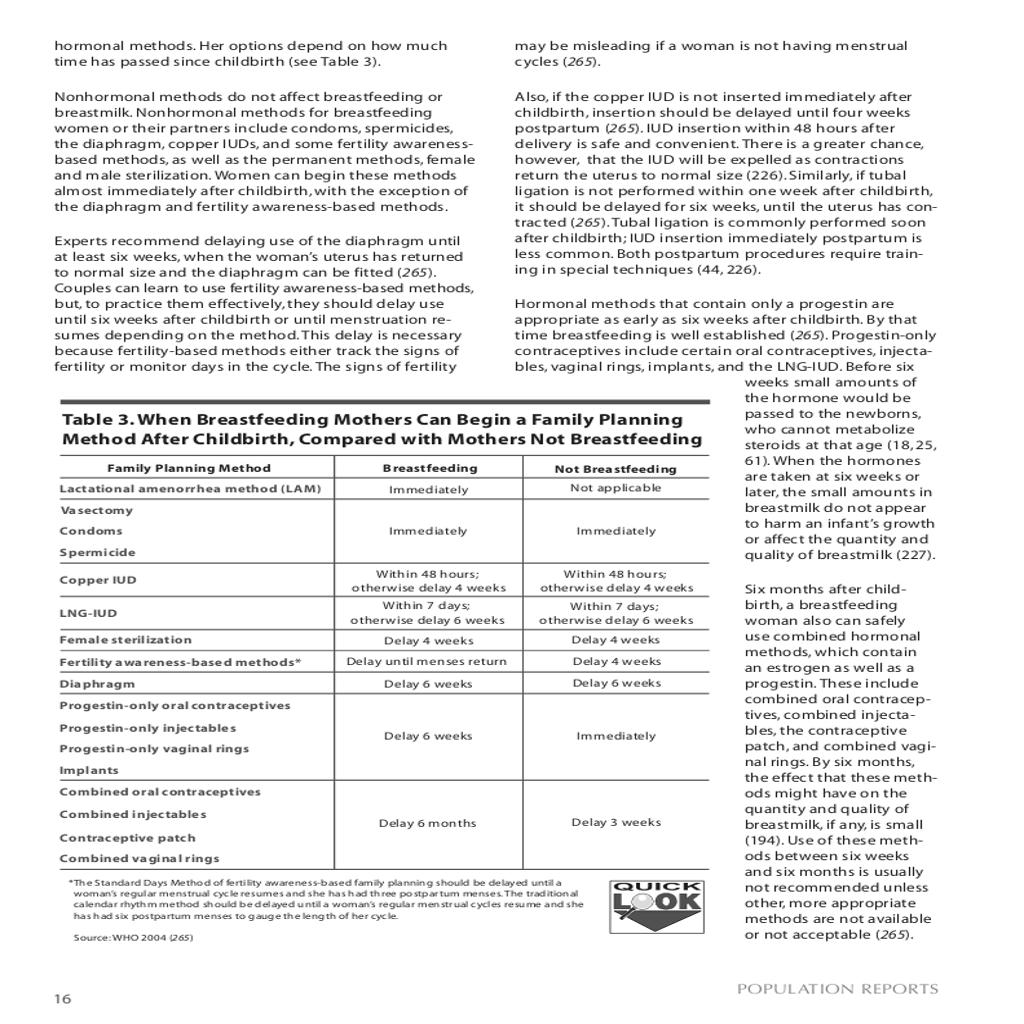 hormonal methods. Her options depend on how much
time has passed since childbirth (see Table 3).
Nonhormonal methods do not affect breastfeeding or
breastmilk. Nonhormonal methods for breastfeeding
women or their partners include condoms, spermicides,
the diaphragm, copper IUDs, and some fertility awareness-
based methods, as well as the permanent methods, female
and male sterilization. Women can begin these methods
almost immediately after childbirth, with the exception of
the diaphragm and fertility awareness-based methods.
Experts recommend delaying use of the diaphragm until
at least six weeks, when the woman's uterus has returned
to normal size and the diaphragm can be fitted (265).
Couples can learn to use fertility awareness-based methods,
but, to practice them effectively, they should delay use
until six weeks after childbirth or until menstruation re-
sumes depending on the method. This delay is necessary
because fertility-based methods either track the signs of
fertility or monitor days in the cycle. The signs of fertility
may be misleading if a woman is not having menstrual
cycles (265).
Also, if the copper IUD is not inserted immediately after
childbirth, insertion should be delayed until four weeks
postpartum (265). IUD insertion within 48 hours after
delivery is safe and convenient. There is a greater chance,
however, that the IUD will be expelled as contractions
return the uterus to normal size (226). Similarly, if tubal
ligation is not performed within one week after childbirth,
it should be delayed for six weeks, until the uterus has con-
tracted (265). Tubal ligation is commonly performed soon
after childbirth; IUD insertion immediately postpartum is
less common. Both postpartum procedures require train-
ing in special techniques (44, 226).
Hormonal methods that contain only a progestin are
appropriate as early as six weeks after childbirth. By that
time breastfeeding is well established (265). Progestin-only
contraceptives include certain oral contraceptives, injecta-
bles, vaginal rings, implants, and the LNG-IUD. Before six
weeks small amounts of
the hormone would be
passed to the newborns,
who cannot metabolize
steroids at that age (18, 25,
61). When the hormones
are taken at six weeks or
later, the small amounts in
breastmilk do not appear
to harm an infant's growth
or affect the quantity and
quality of breastmilk (227).
Six months after child-
birth, a breastfeeding
woman also can safely
use combined hormonal
methods, which contain
an estrogen as well as a
progestin. These include
combined oral contracep-
tives, combined injecta-
bles, the contraceptive
patch, and combined vagi-
nal rings. By six months,
the effect that these meth-
ods might have on the
quantity and quality of
breastmilk, if any, is small
(194). Use of these meth-
ods between six weeks
and six months is usually
not recommended unless
other, more appropriate
methods are not available
or not acceptable (265).
Table 3. When Breastfeeding Mothers Can Begin a Family Planning
Method After Childbirth, Compared with Mothers Not Breastfeeding
Family Planning Method Breastfeeding Not Breastfeeding
Lactational amenorrhea method (LAM) Immediately Not applicable
Vasectomy
Condoms Immediately Immediately
Spermicide
Copper IUD Within 48 hours; otherwise delay 4 weeks Within 48 hours; otherwise delay 4 weeks
LNG-IUD Within 7 days; otherwise delay 6 weeks Within 7 days; otherwise delay 6 weeks
Female sterilization Delay 4 weeks Delay 4 weeks
Fertility awareness-based methods* Delay until menses return Delay 4 weeks
Diaphragm Delay 6 weeks Delay 6 weeks
Progestin-only oral contraceptives
Progestin-only injectables Delay 6 weeks Immediately
Progestin-only vaginal rings
Implants
Combined oral contraceptives
Combined injectables Delay 6 months Delay 3 weeks
Contraceptive patch
Combined vaginal rings
*The Standard Days Method of fertility awareness-based family planning should be delayed until a
woman's regular menstrual cycle resumes and she has had three postpartum menses. The traditional
calendar rhythm method should be delayed until a woman's regular menstrual cycles resume and she
has had six postpartum menses to gauge the length of her cycle.
Source: WHO 2004 (265)
QUICK
LOOK
16
POPULATION REPORTS